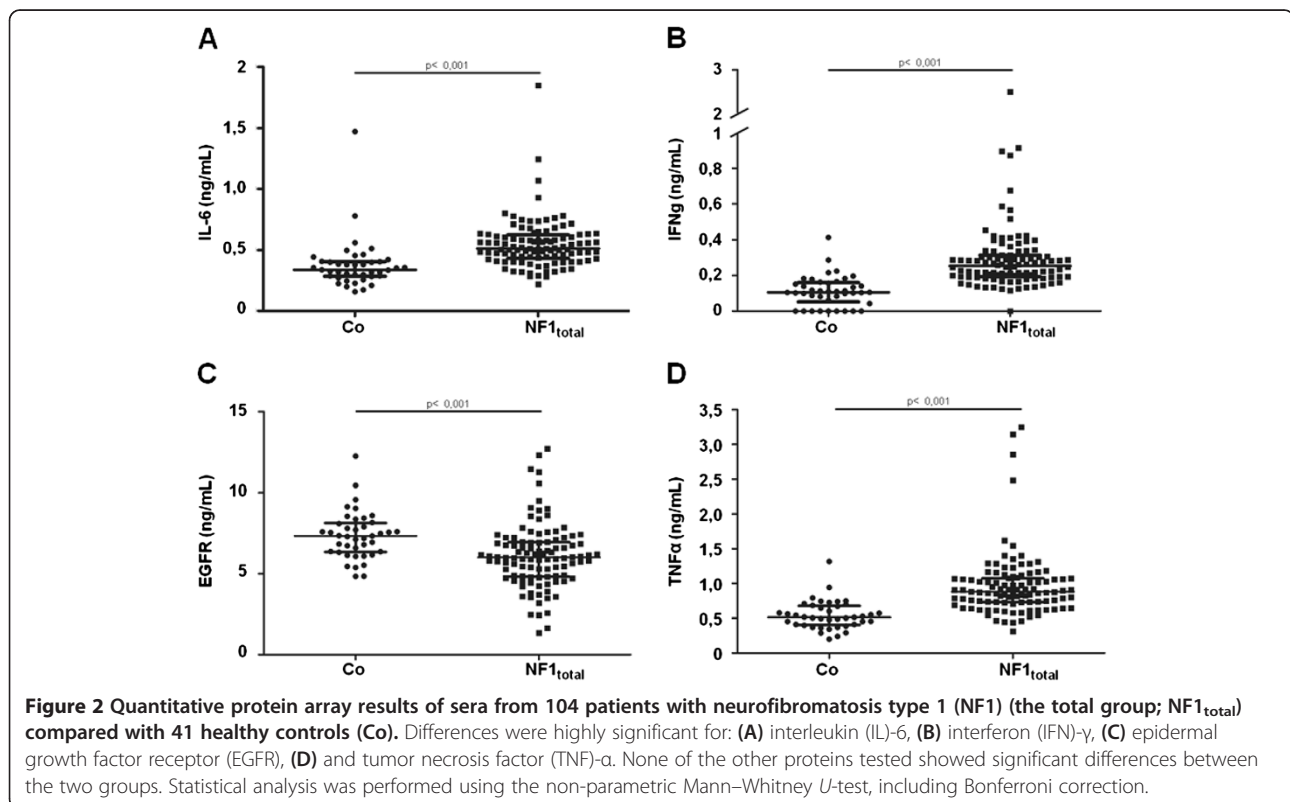 A
p< 0,001
2
1,5
1,0
0,5
0
IL-6 (ng/mL)
Co
NF1total
B
p< 0,001
3
2
1
0,8
0,6
0,4
0,2
0
IFNg (ng/mL)
Co
NF1total
C
p< 0,001
15
10
5
0
EGFR (ng/mL)
Co
NF1total
D
p< 0,001
3,5
3,0
2,5
2,0
1,5
1,0
0,5
0
TNFα (ng/mL)
Co
NF1total
Figure 2 Quantitative protein array results of sera from 104 patients with neurofibromatosis type 1 (NF1) (the total group; NF1total)
compared with 41 healthy controls (Co). Differences were highly significant for: (A) interleukin (IL)-6, (B) interferon (IFN)-γ, (C) epidermal
growth factor receptor (EGFR), (D) and tumor necrosis factor (TNF)-α. None of the other proteins tested showed significant differences between
the two groups. Statistical analysis was performed using the non-parametric Mann–Whitney U-test, including Bonferroni correction.